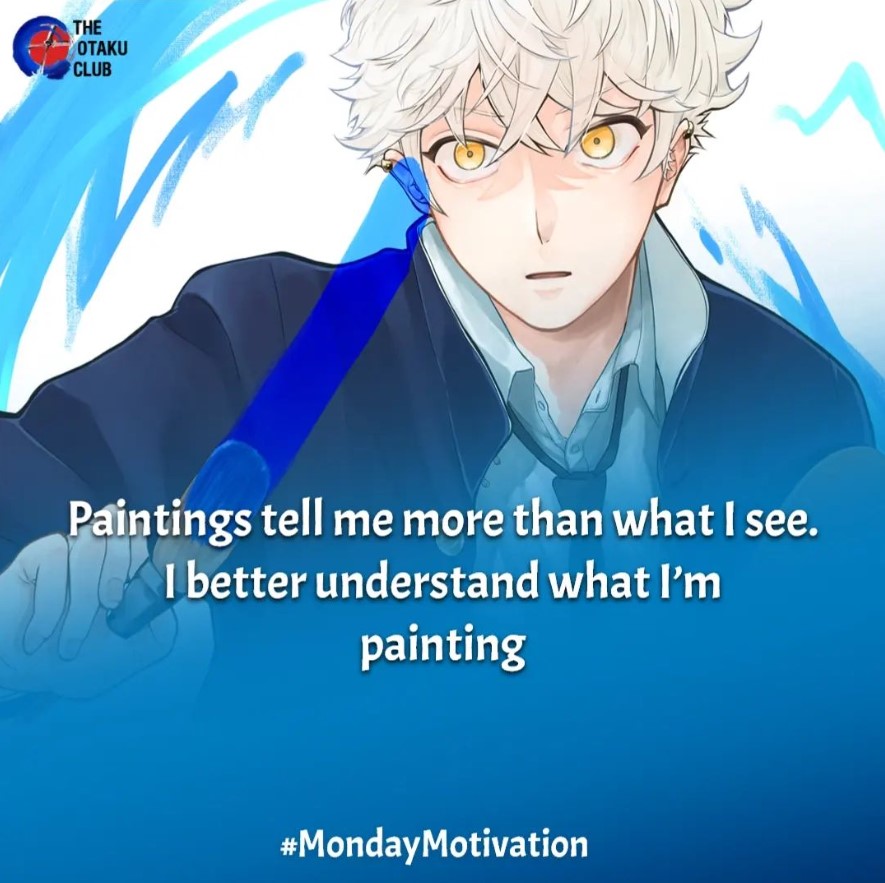 THE
OTAKU
CLUB
Paintings tell me more than what I see.
I better understand what I’m
painting
#MondayMotivation